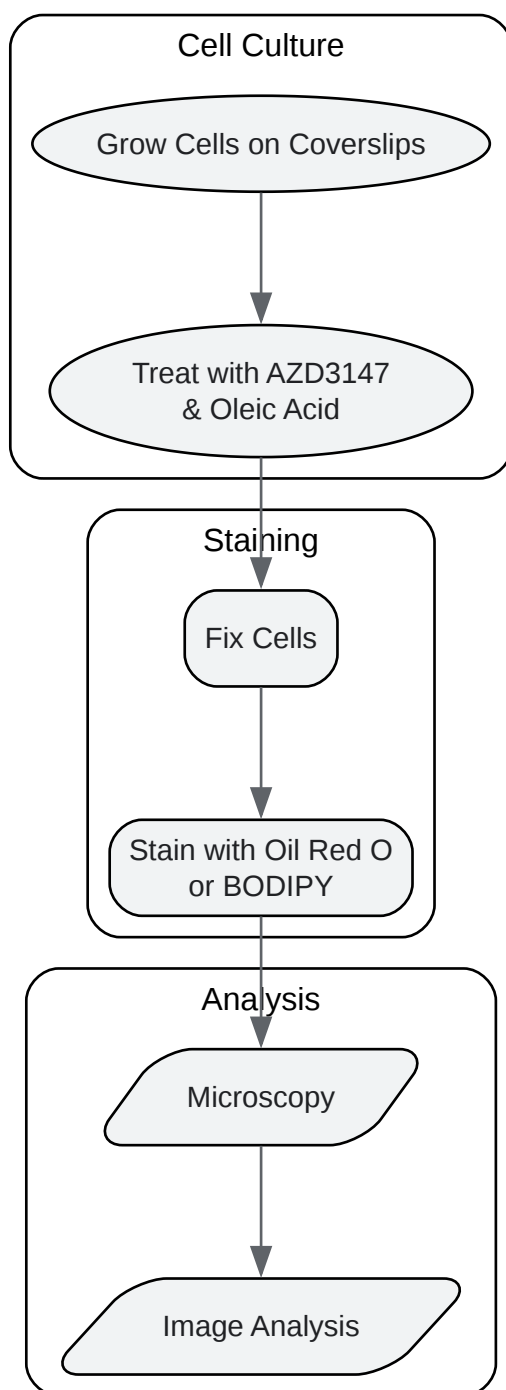 Cell Culture
Grow Cells on Coverslips
Treat with AZD3147
& Oleic Acid
Staining
Fix Cells
Stain with Oil Red O
or BODIPY
Analysis
Microscopy
Image Analysis